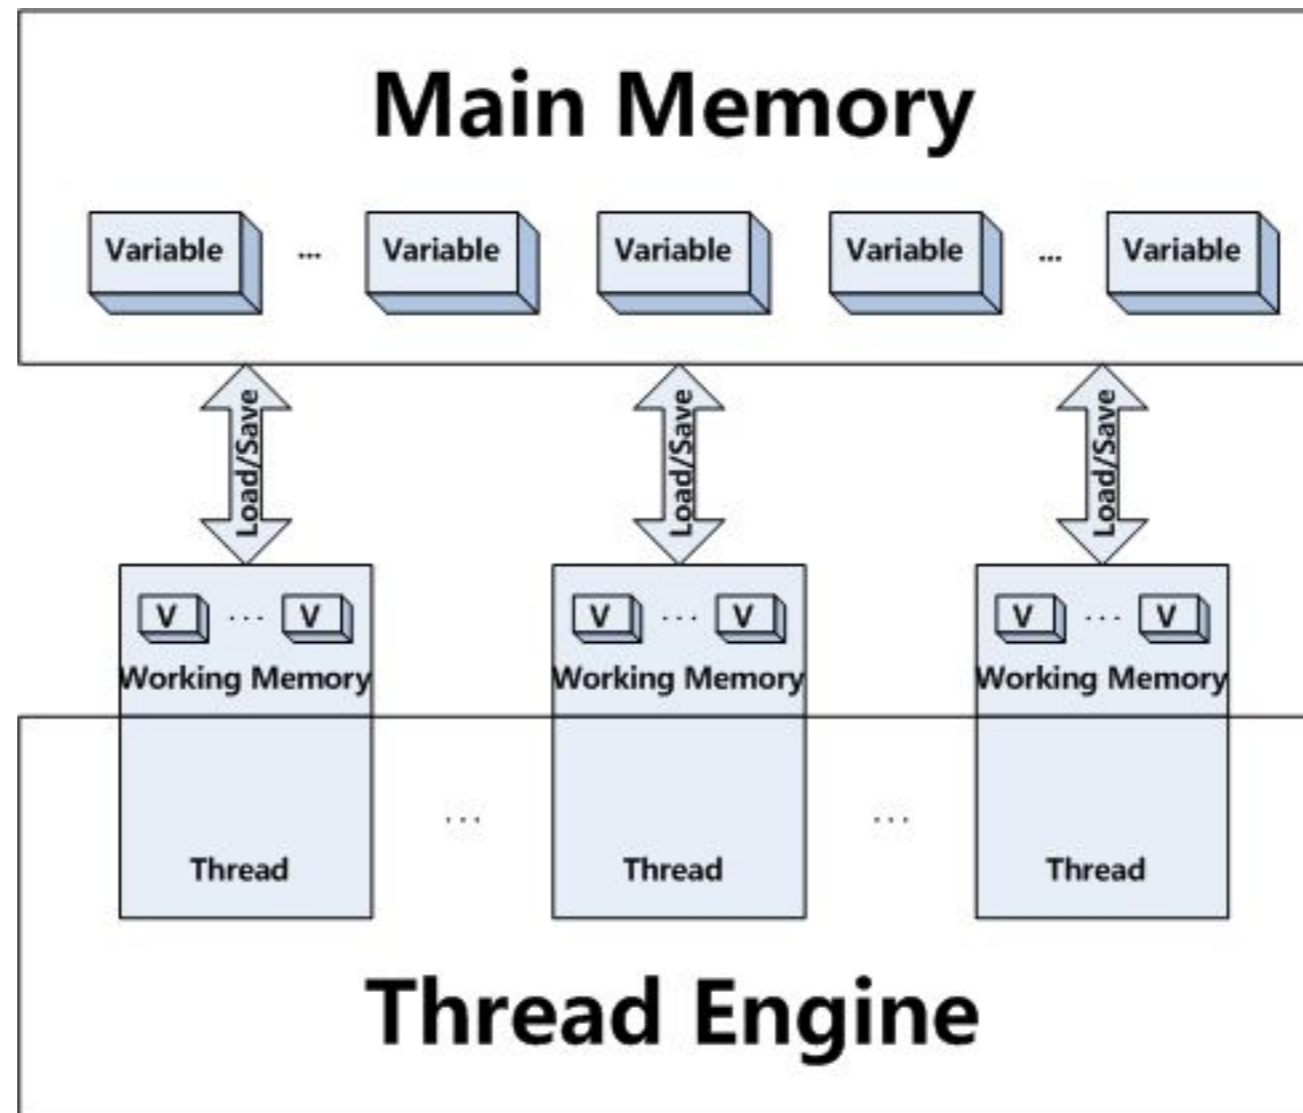 Main Memory
Variable ... Variable Variable Variable ... Variable
Load/Save Load/Save Load/Save
V ... V V ... V V ... V
Working Memory Working Memory Working Memory
... ...
Thread Thread Thread
Thread Engine